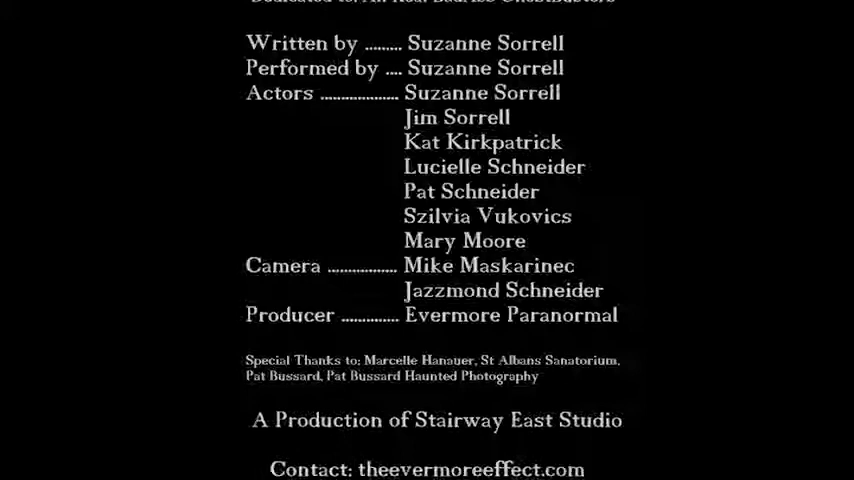 Written by ......... Suzanne Sorrell
Performed by .... Suzanne Sorrell
Actors ................... Suzanne Sorrell
Jim Sorrell
Kat Kirkpatrick
Lucielle Schneider
Pat Schneider
Szilvia Vukovics
Mary Moore
Camera ................. Mike Maskarinec
Jazzmond Schneider
Producer .............. Evermore Paranormal
Special Thanks to: Marcelle Hanauer, St Albans Sanatorium,
Pat Bussard, Pat Bussard Haunted Photography
A Production of Stairway East Studio
Contact: theevermoreeffect.com